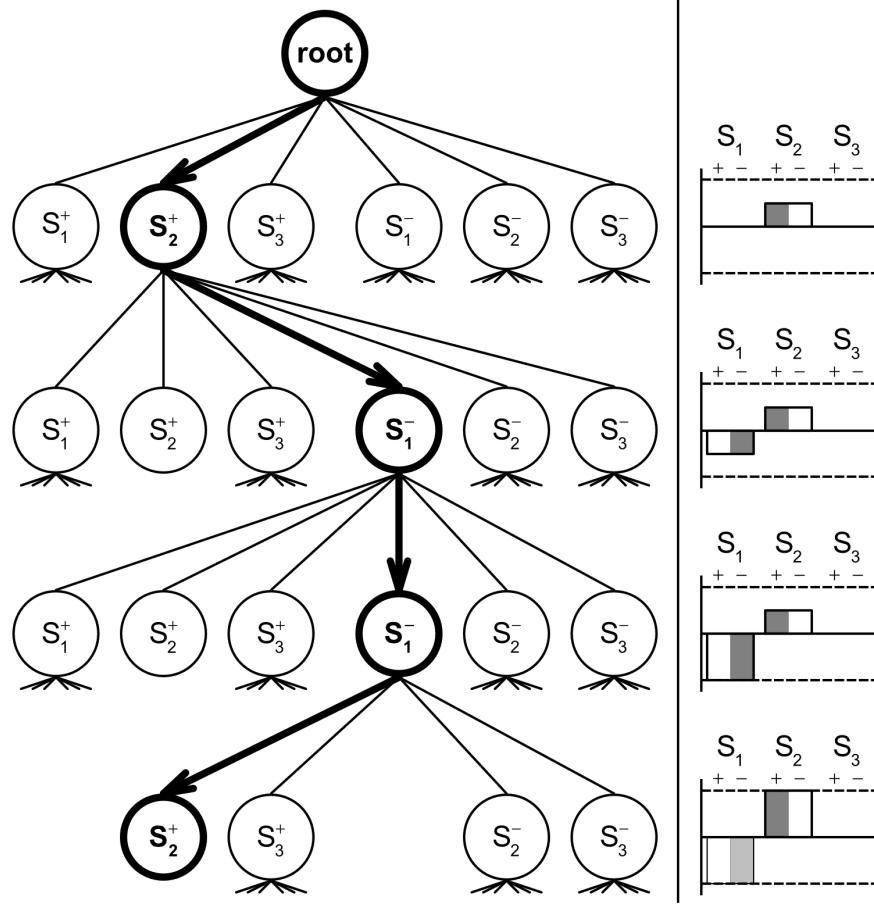 root
S₁ S₂ S₃
+ − + − + −
S₁⁺ S₂⁺ S₃⁺ S₁⁻ S₂⁻ S₃⁻
S₁ S₂ S₃
+ − + − + −
S₁⁺ S₂⁺ S₃⁺ S₁⁻ S₂⁻ S₃⁻
S₁ S₂ S₃
+ − + − + −
S₁⁺ S₂⁺ S₃⁺ S₁⁻ S₂⁻ S₃⁻
S₁ S₂ S₃
+ − + − + −
S₂⁺ S₃⁺ S₂⁻ S₃⁻